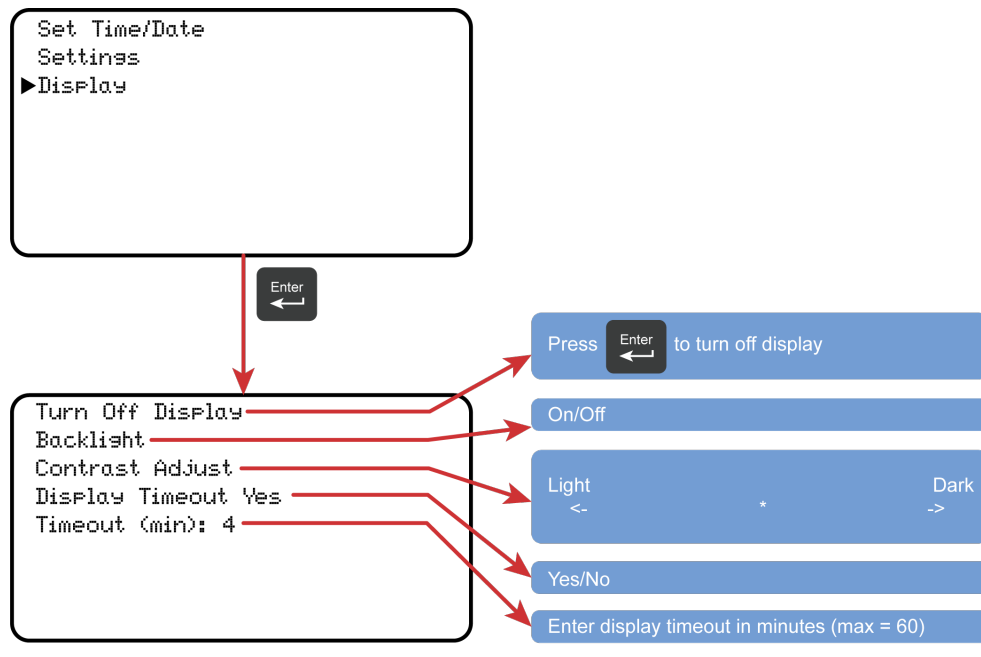 Set Time/Date
Settings
▶Display
Enter
Press Enter to turn off display
Turn Off Display
On/Off
Backlight
Contrast Adjust
Light Dark
<- * ->
Display Timeout Yes
Timeout (min): 4
Yes/No
Enter display timeout in minutes (max = 60)